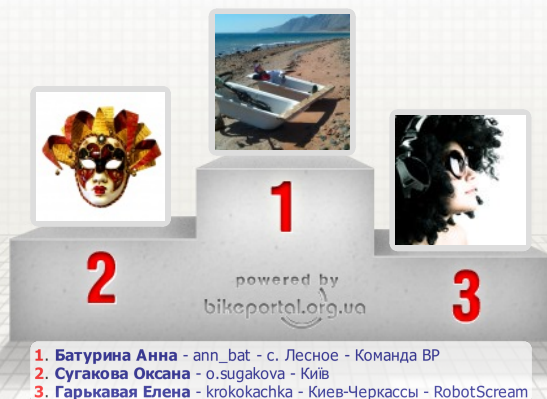 1
2
3
powered by
bikeportal.org.ua
1. Батурина Анна - ann_bat - с. Лесное - Команда ВР
2. Сугакова Оксана - o.sugakova - Київ
3. Гарькавая Елена - krokokachka - Киев-Черкассы - RobotScream